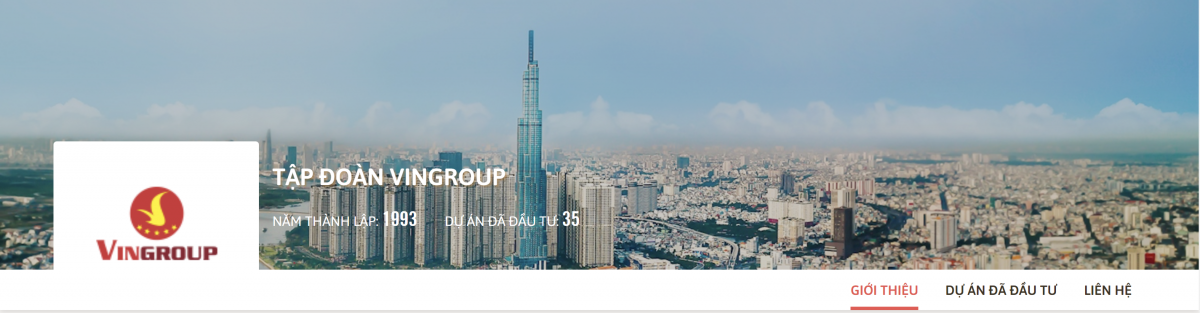 TẬP ĐOÀN VINGROUP
NĂM THÀNH LẬP: 1993 DỰ ÁN ĐÃ ĐẦU TƯ: 35
VINGROUP
GIỚI THIỆU DỰ ÁN ĐÃ ĐẦU TƯ LIÊN HỆ